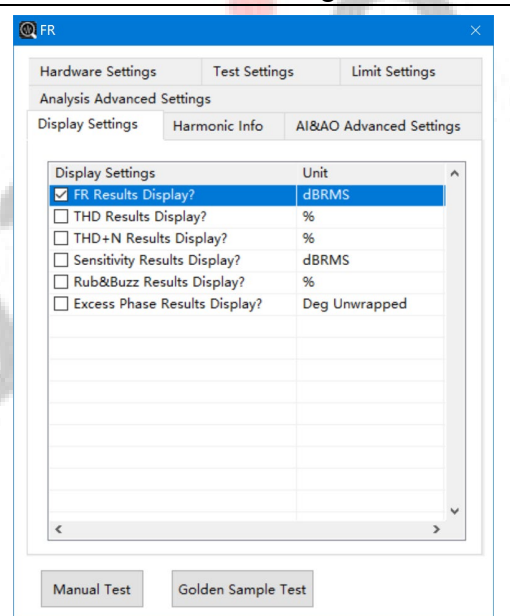 FR
Hardware Settings Test Settings Limit Settings
Analysis Advanced Settings
Display Settings Harmonic Info AI&AO Advanced Settings
Display Settings Unit
FR Results Display? dBRMS
THD Results Display? %
THD+N Results Display? %
Sensitivity Results Display? dBRMS
Rub&Buzz Results Display? %
Excess Phase Results Display? Deg Unwrapped
Manual Test Golden Sample Test